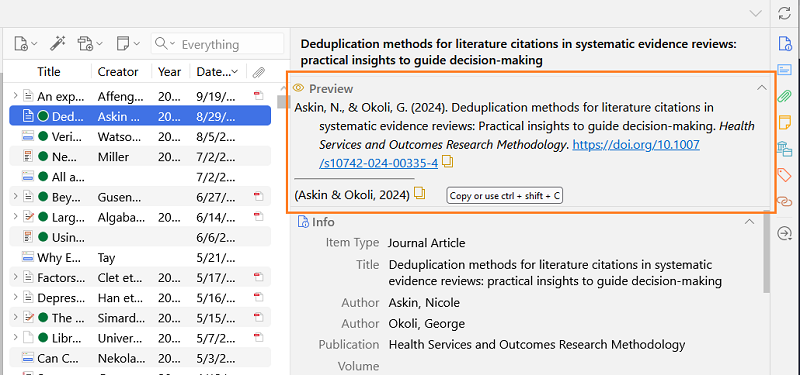 Everything
Title Creator Year Date...
An exp... Affeng... 20... 9/19/...
Ded... Askin ... 20... 8/29/...
Veri... Watso... 20... 8/5/2...
Ne... Miller 20... 7/2/2...
All a... 7/2/2...
Bey... Gusen... 20... 6/27/...
Larg... Algaba... 20... 6/14/...
Usin... 6/6/2...
Why E... Tay 5/21/...
Factors... Clet et... 20... 5/17/...
Depres... Han et... 20... 5/16/...
The ... Simard... 20... 5/15/...
Libr... Univer... 20... 5/7/2...
Can C... Nekola... 20... 5/3/2...
Deduplication methods for literature citations in systematic evidence reviews:
practical insights to guide decision-making
Preview
Askin, N., & Okoli, G. (2024). Deduplication methods for literature citations in
systematic evidence reviews: Practical insights to guide decision-making. Health
Services and Outcomes Research Methodology. https://doi.org/10.1007
/s10742-024-00335-4
(Askin & Okoli, 2024)
Copy or use ctrl + shift + C
Info
Item Type Journal Article
Title Deduplication methods for literature citations in systematic
evidence reviews: practical insights to guide decision-making
Author Askin, Nicole
Author Okoli, George
Publication Health Services and Outcomes Research Methodology
Volume